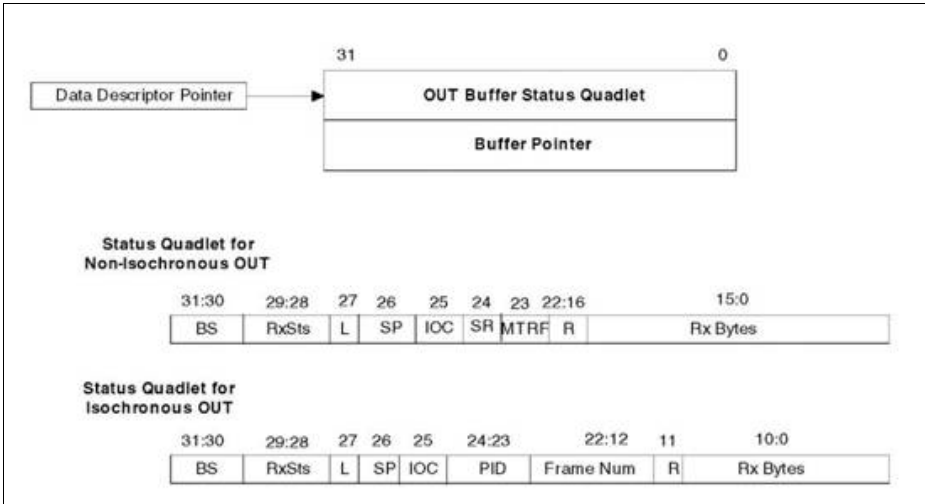 31 0
Data Descriptor Pointer
OUT Buffer Status Quadlet
Buffer Pointer
Status Quadlet for
Non-Isochronous OUT
31:30 29:28 27 26 25 24 23 22:16 15:0
BS RxSts L SP IOC SR MTRF R Rx Bytes
Status Quadlet for
Isochronous OUT
31:30 29:28 27 26 25 24:23 22:12 11 10:0
BS RxSts L SP IOC PID Frame Num R Rx Bytes